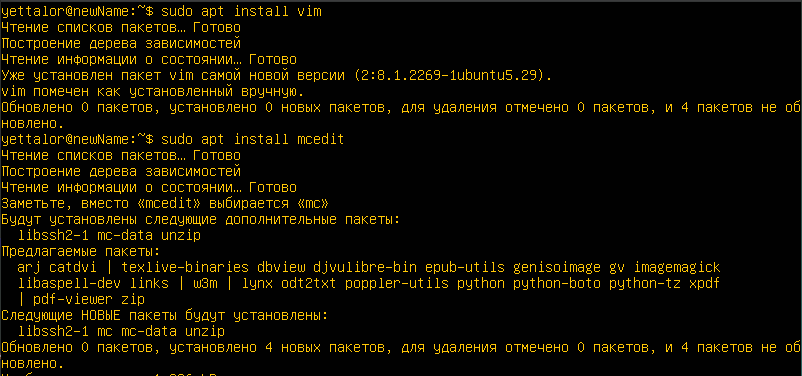 yettalor@newName:~$ sudo apt install vim
Чтение списков пакетов… Готово
Построение дерева зависимостей
Чтение информации о состоянии… Готово
Уже установлен пакет vim самой новой версии (2:8.1.2269-1ubuntu5.29).
vim помечен как установленный вручную.
Обновлено 0 пакетов, установлено 0 новых пакетов, для удаления отмечено 0 пакетов, и 4 пакетов не об
новлено.
yettalor@newName:~$ sudo apt install mcedit
Чтение списков пакетов… Готово
Построение дерева зависимостей
Чтение информации о состоянии… Готово
Заметьте, вместо «mcedit» выбирается «mc»
Будут установлены следующие дополнительные пакеты:
  libssh2-1 mc-data unzip
Предлагаемые пакеты:
  arj catdvi | texlive-binaries dbview djvulibre-bin epub-utils genisoimage gv imagemagick
  libaspell-dev links | w3m | lynx odt2txt poppler-utils python python-boto python-tz xpdf
  | pdf-viewer zip
Следующие НОВЫЕ пакеты будут установлены:
  libssh2-1 mc mc-data unzip
Обновлено 0 пакетов, установлено 4 новых пакетов, для удаления отмечено 0 пакетов, и 4 пакетов не об
новлено.